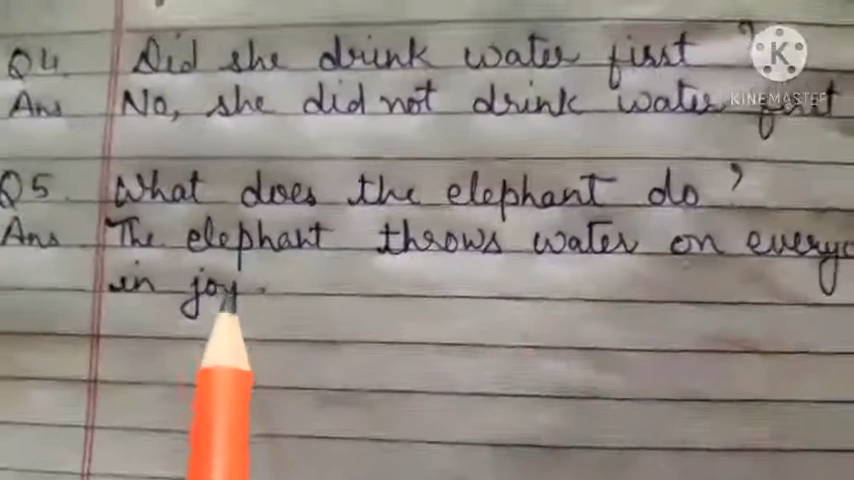 Q4. Did she drink water first ?
Ans No, she did not drink water first
Q5. What does the elephant do ?
Ans The elephant throws water on everyo
in joy.
KINEMASTER